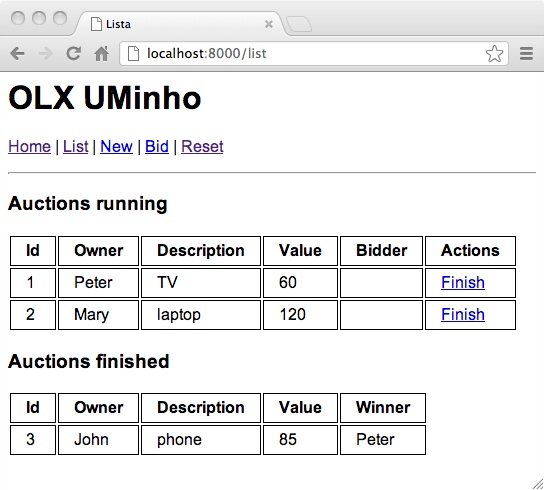 Lista
localhost:8000/list
OLX UMinho
Home | List | New | Bid | Reset
Auctions running
Id Owner Description Value Bidder Actions
1 Peter TV 60 Finish
2 Mary laptop 120 Finish
Auctions finished
Id Owner Description Value Winner
3 John phone 85 Peter